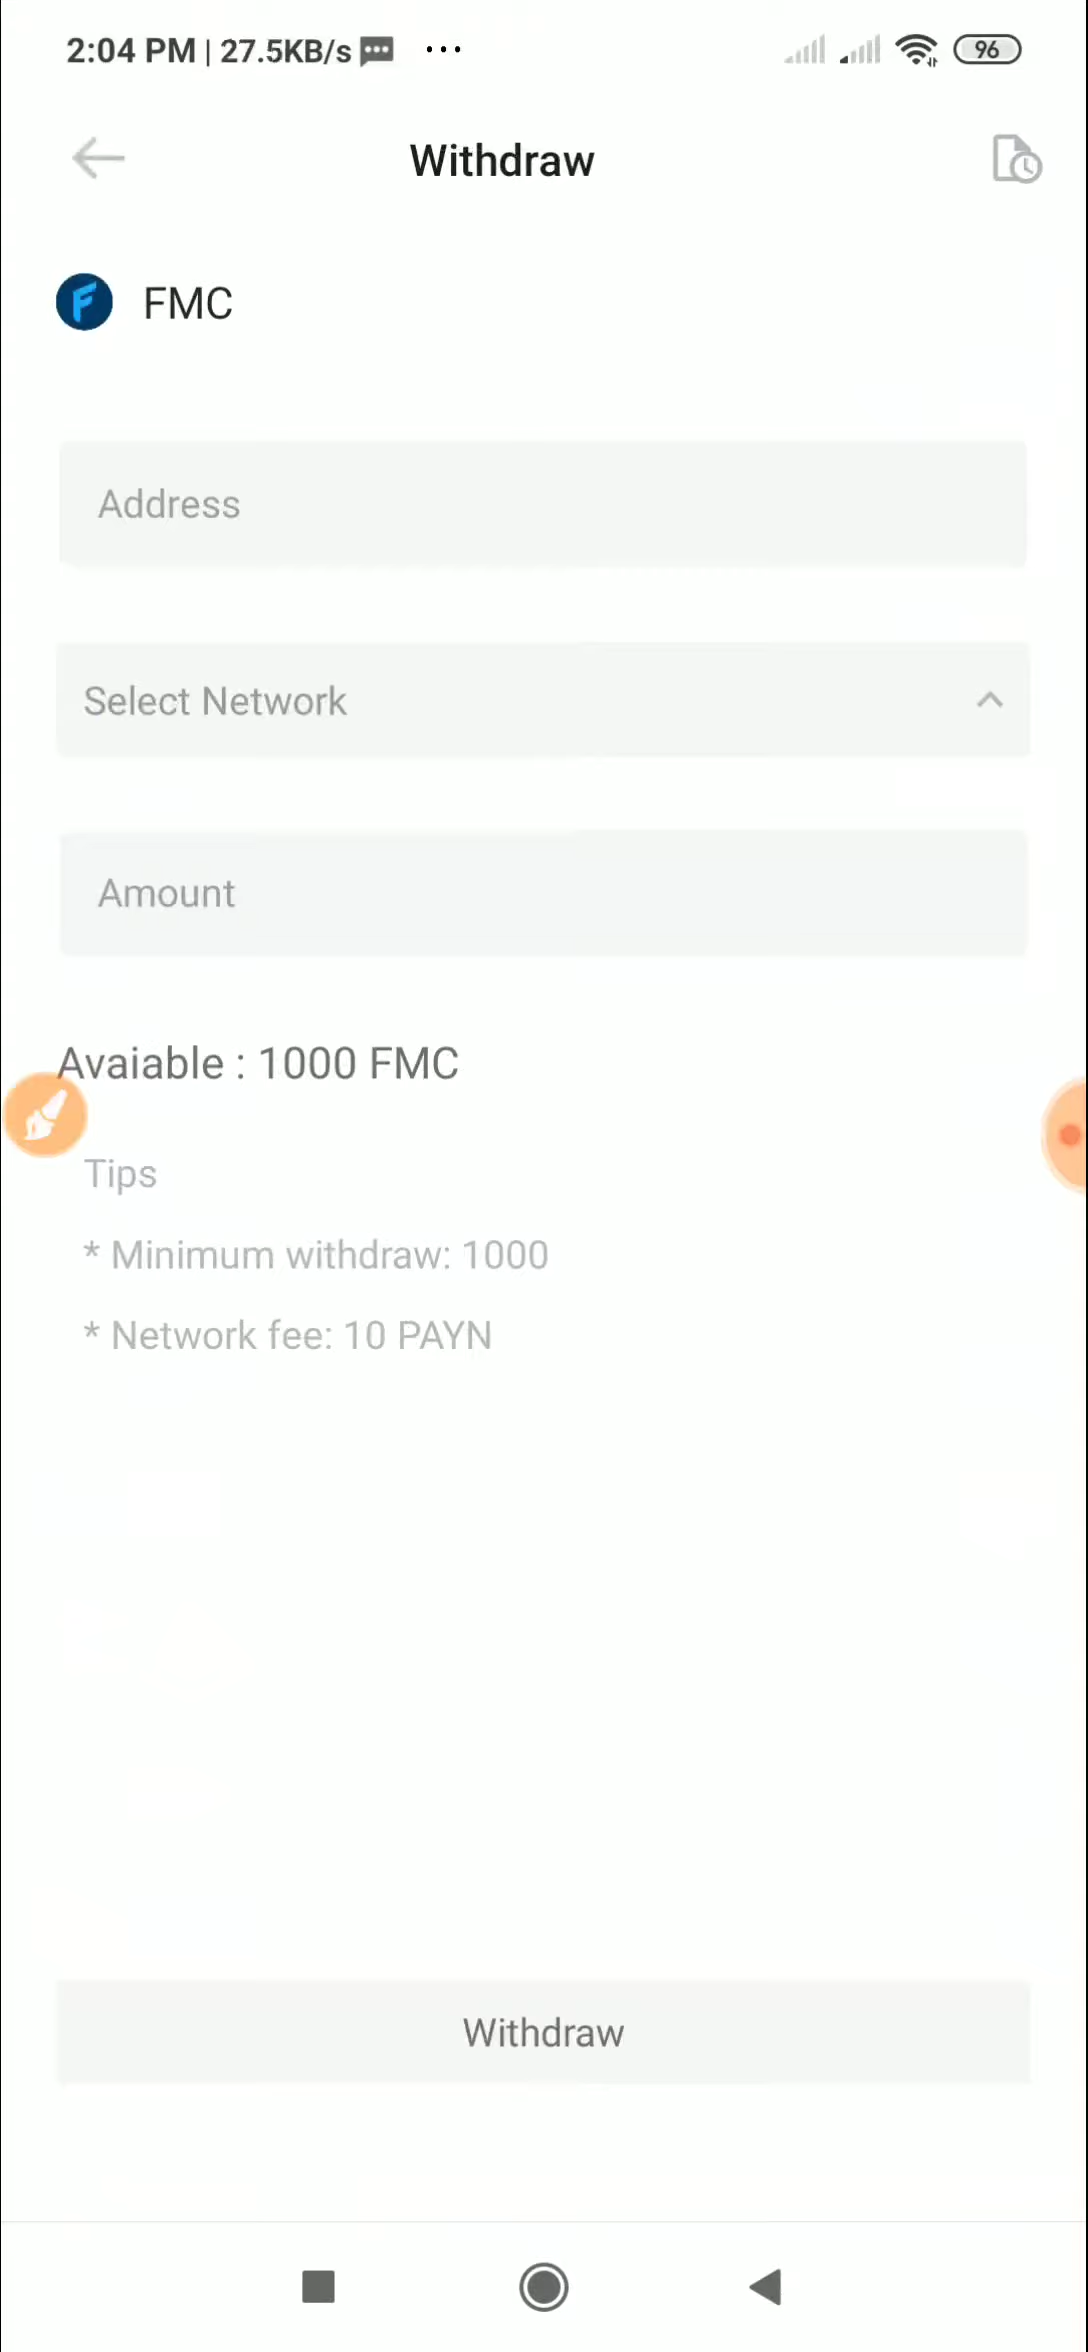 2:04 PM | 27.5KB/s ...
96
Withdraw
FMC
Address
Select Network
Amount
Avaiable : 1000 FMC
Tips
* Minimum withdraw: 1000
* Network fee: 10 PAYN
Withdraw